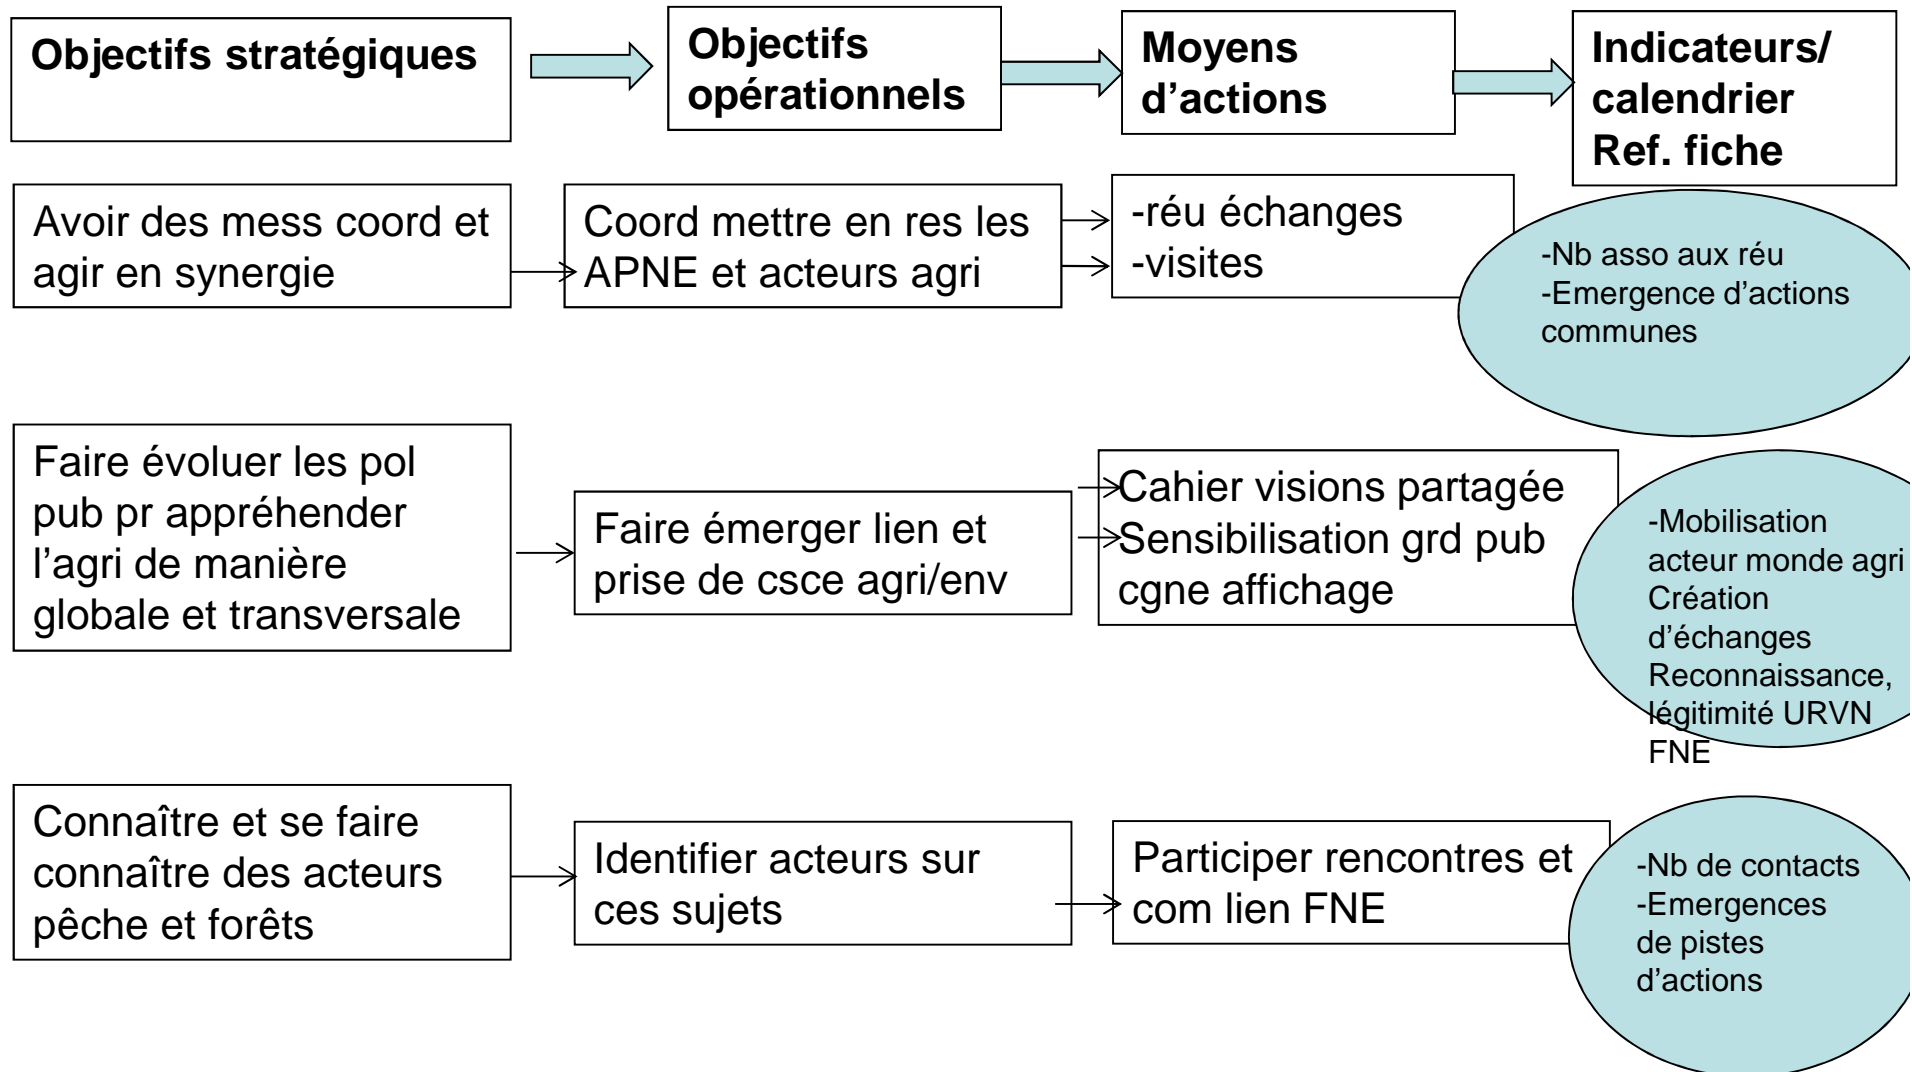 Objectifs stratégiques
Objectifs
opérationnels
Moyens
d’actions
Indicateurs/
calendrier
Ref. fiche
Avoir des mess coord et
agir en synergie
Coord mettre en res les
APNE et acteurs agri
-réu échanges
-visites
-Nb asso aux réu
-Emergence d’actions
communes
Faire évoluer les pol
pub pr appréhender
l’agri de manière
globale et transversale
Faire émerger lien et
prise de csce agri/env
Cahier visions partagée
Sensibilisation grd pub
cgne affichage
-Mobilisation
acteur monde agri
Création
d’échanges
Reconnaissance,
légitimité URVN
FNE
Connaître et se faire
connaître des acteurs
pêche et forêts
Identifier acteurs sur
ces sujets
Participer rencontres et
com lien FNE
-Nb de contacts
-Emergences
de pistes
d’actions